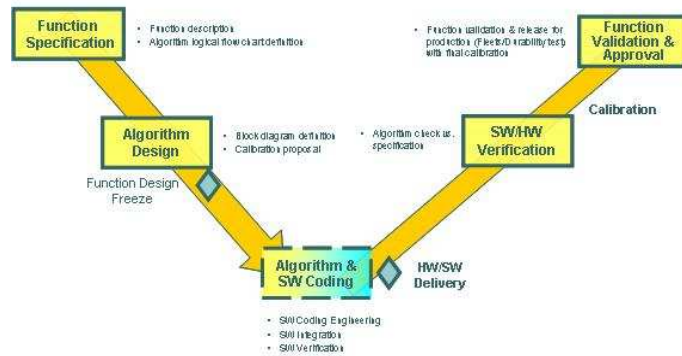 Function
Specification
• Function description
• Algorithm logical flow chart definition
• Function validation & release for
production (Fleets/Durability test)
with final calibration
Function
Validation &
Approval
Calibration
Algorithm
Design
• Block diagram definition
• Calibration proposal
• Algorithm check vs.
specification
SW/HW
Verification
Function Design
Freeze
Algorithm &
SW Coding
HW/SW
Delivery
• SW Coding Engineering
• SW Integration
• SW Verification